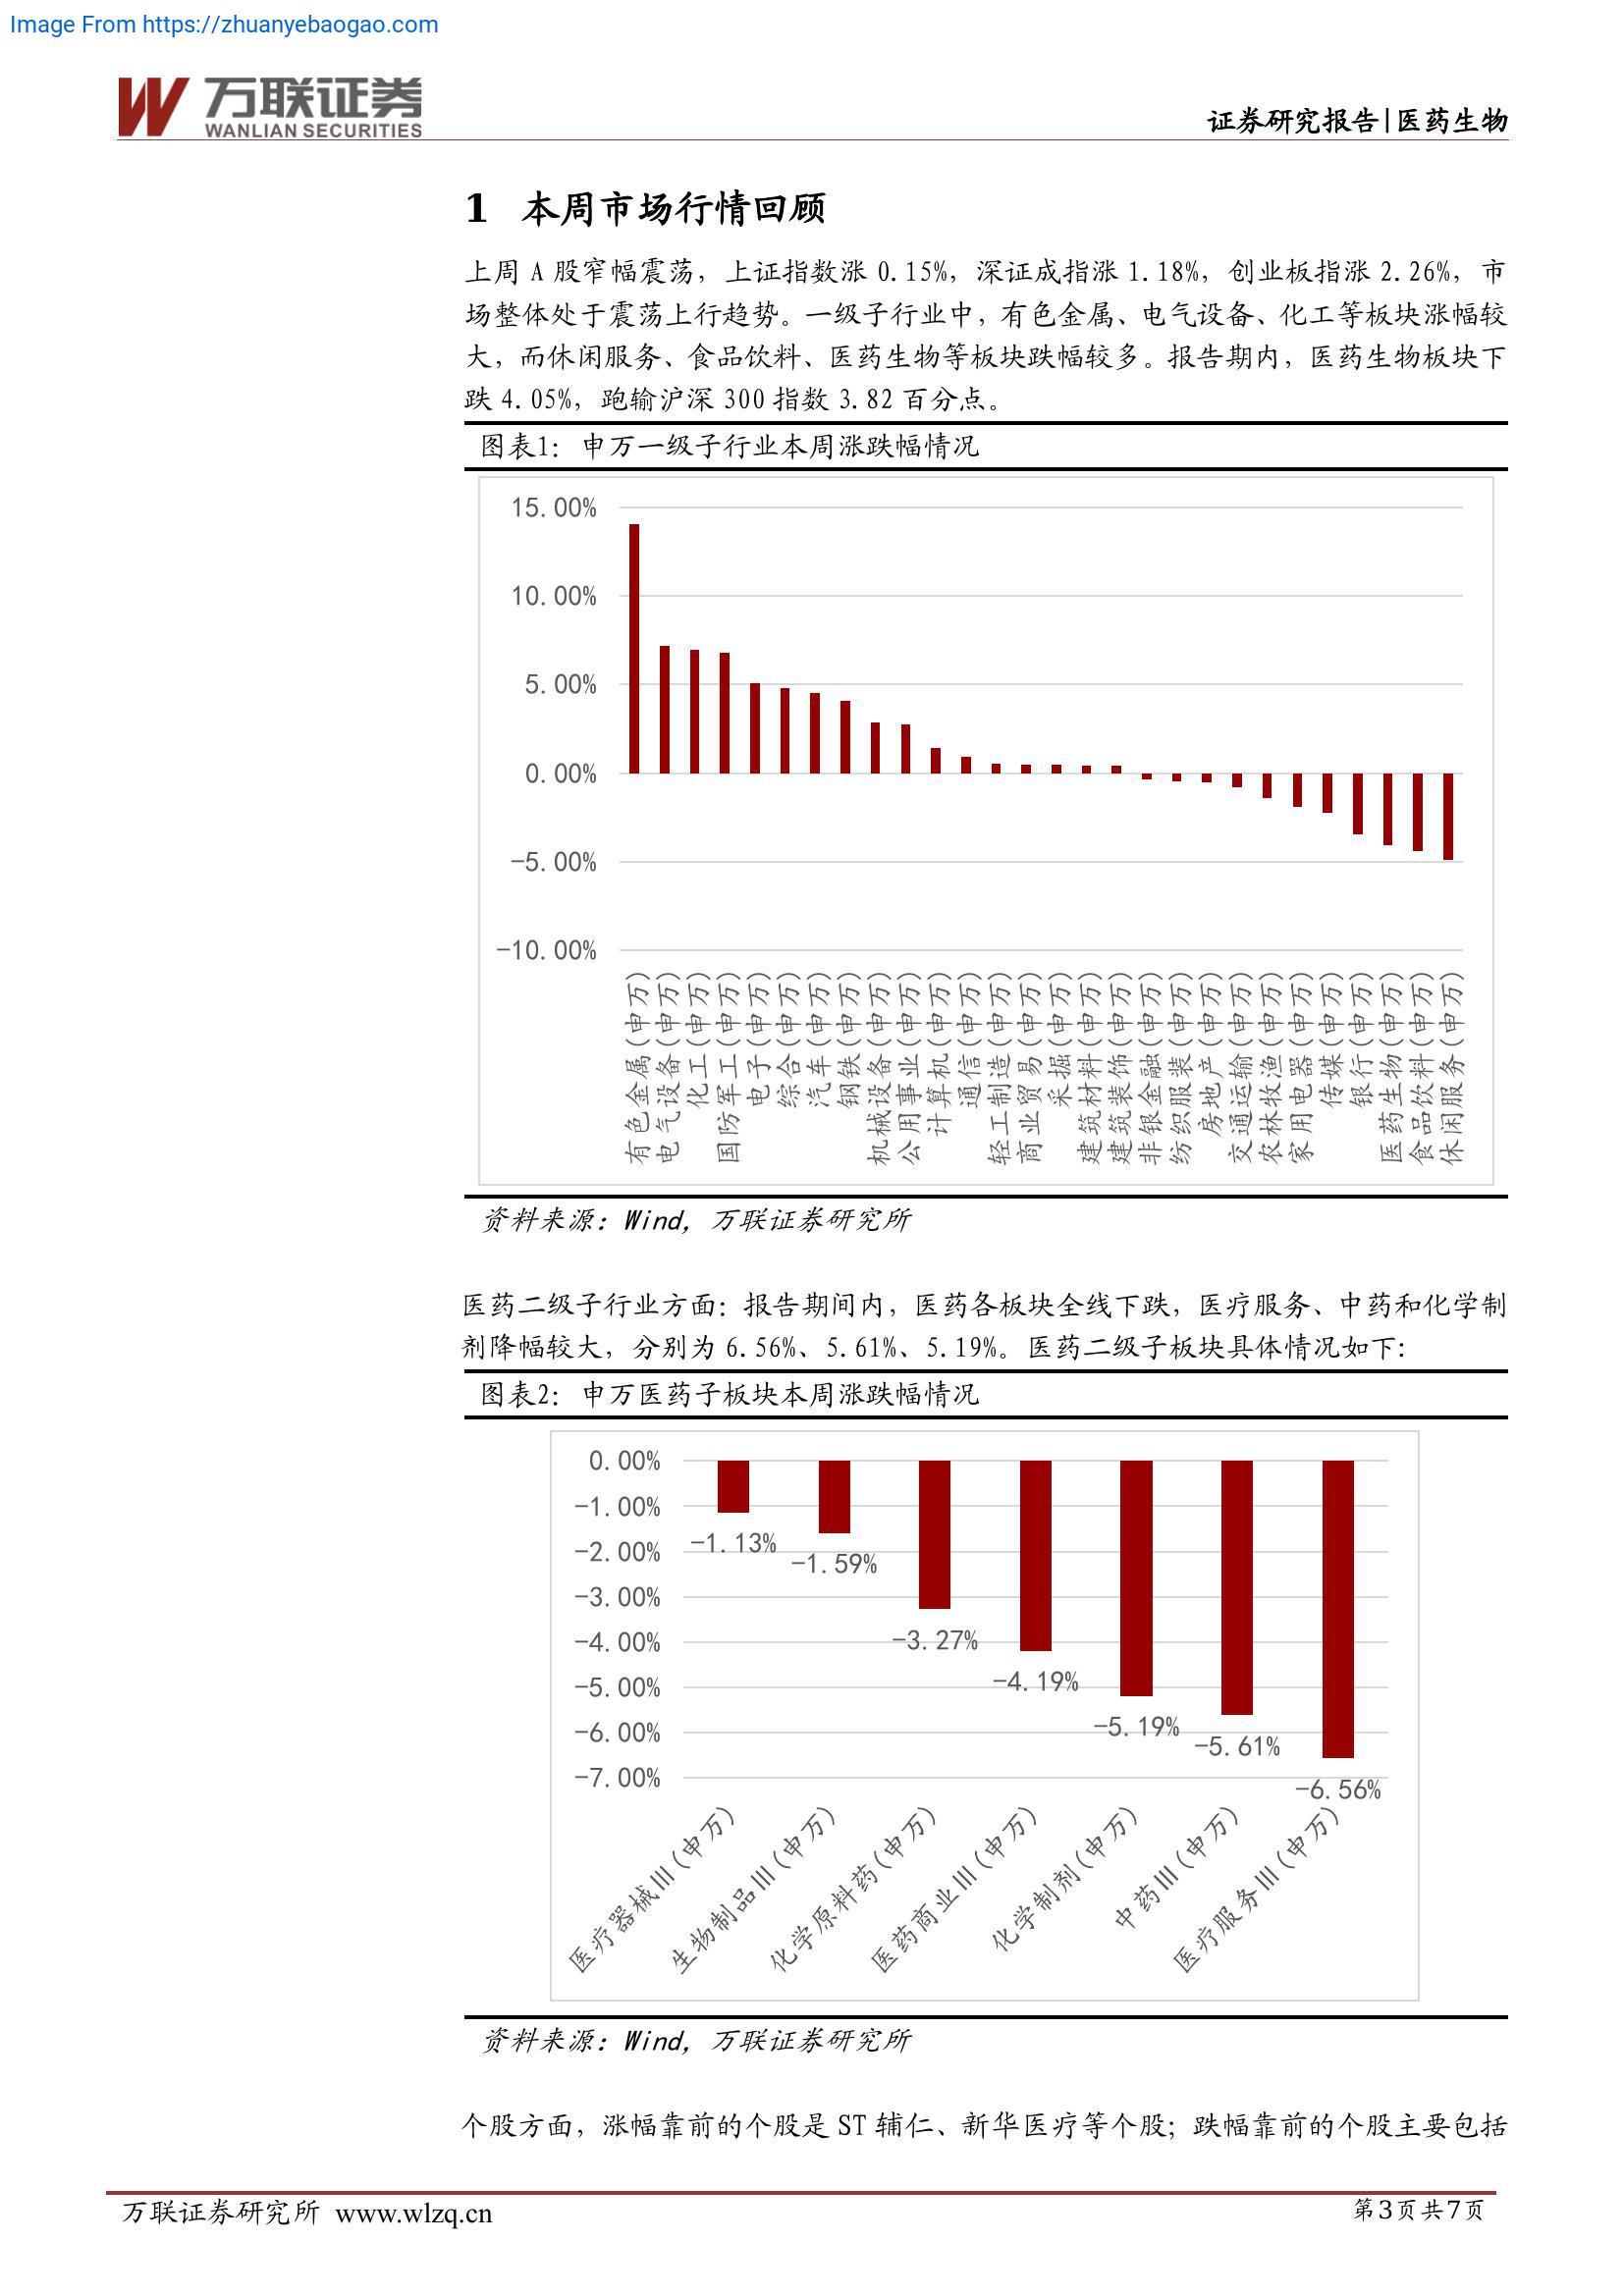 Image From https://zhuanyebaogao.com
万联证券
WANLIAN SECURITIES
证券研究报告|医药生物
1 本周市场行情回顾
上周 A 股窄幅震荡，上证指数涨 0.15%，深证成指涨 1.18%，创业板指涨 2.26%，市
场整体处于震荡上行趋势。一级子行业中，有色金属、电气设备、化工等板块涨幅较
大，而休闲服务、食品饮料、医药生物等板块跌幅较多。报告期内，医药生物板块下
跌 4.05%，跑输沪深 300 指数 3.82 百分点。
图表1：申万一级子行业本周涨跌幅情况
15.00%
10.00%
5.00%
0.00%
-5.00%
-10.00%
有色金属(申万)
电气设备(申万)
化工(申万)
国防军工(申万)
电子(申万)
综合(申万)
汽车(申万)
钢铁(申万)
机械设备(申万)
公用事业(申万)
计算机(申万)
通信(申万)
轻工制造(申万)
商业贸易(申万)
采掘(申万)
建筑材料(申万)
建筑装饰(申万)
非银金融(申万)
纺织服装(申万)
房地产(申万)
交通运输(申万)
农林牧渔(申万)
家用电器(申万)
传媒(申万)
银行(申万)
医药生物(申万)
食品饮料(申万)
休闲服务(申万)
资料来源：Wind，万联证券研究所
医药二级子行业方面：报告期间内，医药各板块全线下跌，医疗服务、中药和化学制
剂降幅较大，分别为 6.56%、5.61%、5.19%。医药二级子板块具体情况如下：
图表2：申万医药子板块本周涨跌幅情况
0.00%
-1.00%
-2.00%
-3.00%
-4.00%
-5.00%
-6.00%
-7.00%
-1.13%
-1.59%
-3.27%
-4.19%
-5.19%
-5.61%
-6.56%
医疗器械Ⅲ(申万)
生物制品Ⅲ(申万)
化学原料药(申万)
医药商业Ⅲ(申万)
化学制剂(申万)
中药Ⅲ(申万)
医疗服务Ⅲ(申万)
资料来源：Wind，万联证券研究所
个股方面，涨幅靠前的个股是 ST 辅仁、新华医疗等个股；跌幅靠前的个股主要包括
万联证券研究所 www.wlzq.cn
第3页共7页